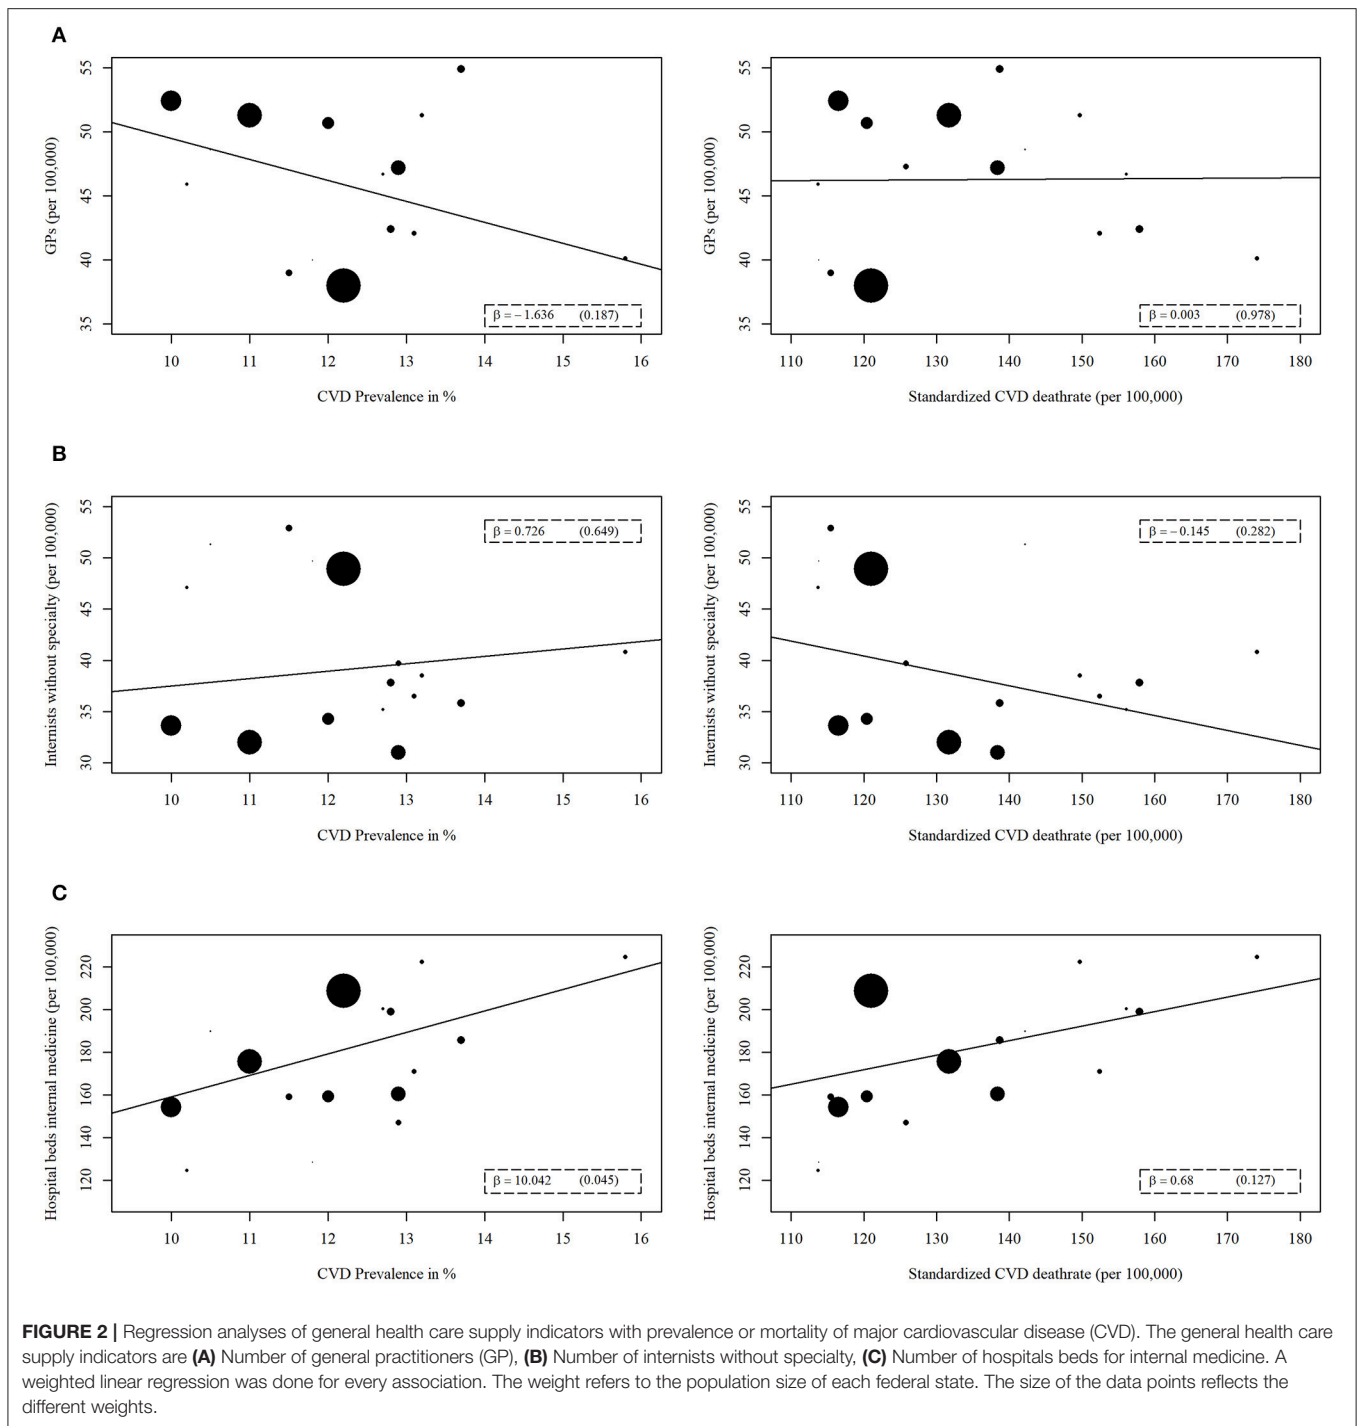 A
GPs (per 100,000)
55
50
45
40
35
β = − 1.636 (0.187)
10 11 12 13 14 15 16
CVD Prevalence in %
GPs (per 100,000)
55
50
45
40
35
β = 0.003 (0.978)
110 120 130 140 150 160 170 180
Standardized CVD deathrate (per 100,000)
B
Internists without specialty (per 100,000)
55
50
45
40
35
30
β = 0.726 (0.649)
10 11 12 13 14 15 16
CVD Prevalence in %
Internists without specialty (per 100,000)
55
50
45
40
35
30
β = − 0.145 (0.282)
110 120 130 140 150 160 170 180
Standardized CVD deathrate (per 100,000)
C
Hospital beds internal medicine (per 100,000)
220
200
180
160
140
120
β = 10.042 (0.045)
10 11 12 13 14 15 16
CVD Prevalence in %
Hospital beds internal medicine (per 100,000)
220
200
180
160
140
120
β = 0.68 (0.127)
110 120 130 140 150 160 170 180
Standardized CVD deathrate (per 100,000)
FIGURE 2 | Regression analyses of general health care supply indicators with prevalence or mortality of major cardiovascular disease (CVD). The general health care
supply indicators are (A) Number of general practitioners (GP), (B) Number of internists without specialty, (C) Number of hospitals beds for internal medicine. A
weighted linear regression was done for every association. The weight refers to the population size of each federal state. The size of the data points reflects the
different weights.